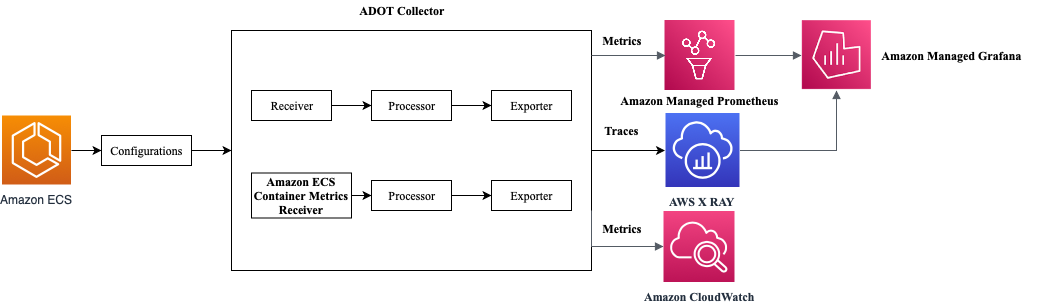 ADOT Collector
Metrics
Amazon Managed Grafana
Receiver
Processor
Exporter
Amazon Managed Prometheus
Traces
Configurations
Amazon ECS
Amazon ECS
Container Metrics
Receiver
Processor
Exporter
AWS X RAY
Metrics
Amazon CloudWatch